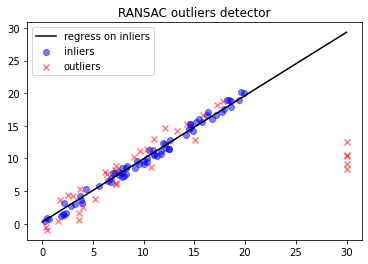 RANSAC outliers detector
regress on inliers
inliers
outliers
30
25
20
15
10
5
0
0 5 10 15 20 25 30